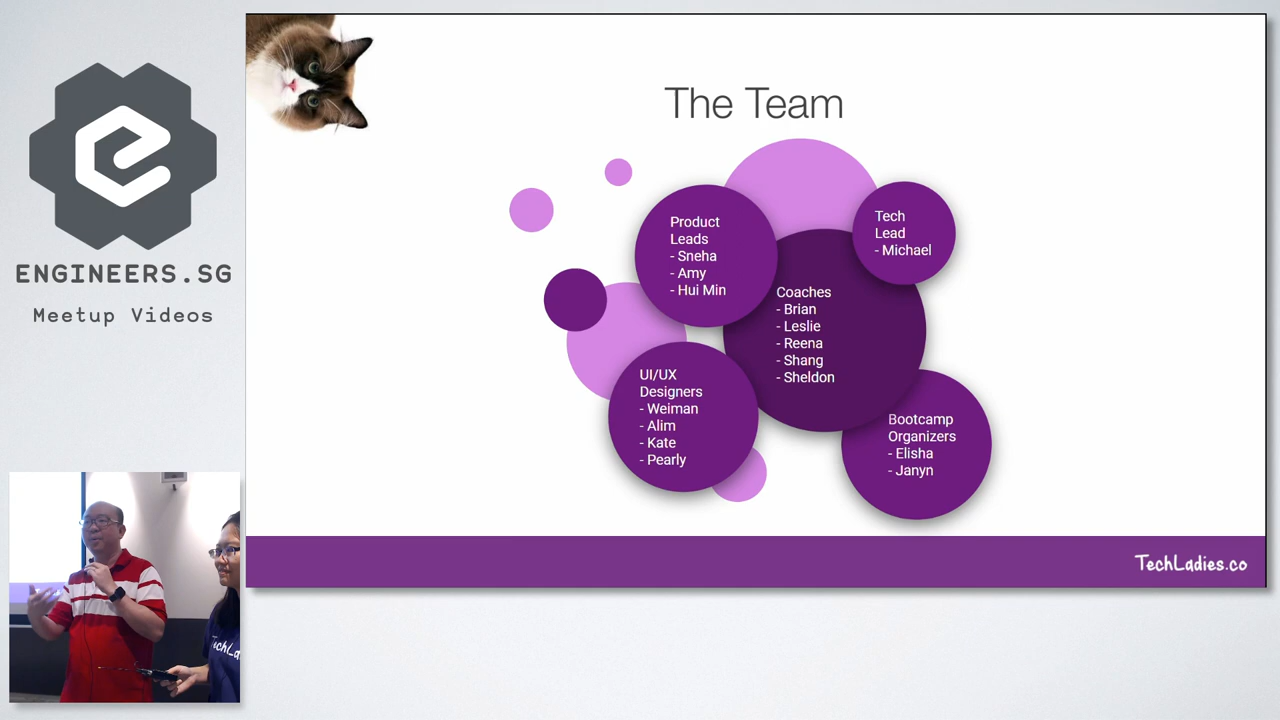 ENGINEERS.SG
Meetup Videos
The Team
Product
Leads
- Sneha
- Amy
- Hui Min
Tech
Lead
- Michael
Coaches
- Brian
- Leslie
- Reena
- Shang
- Sheldon
UI/UX
Designers
- Weiman
- Alim
- Kate
- Pearly
Bootcamp
Organizers
- Elisha
- Janyn
TechLadies.co